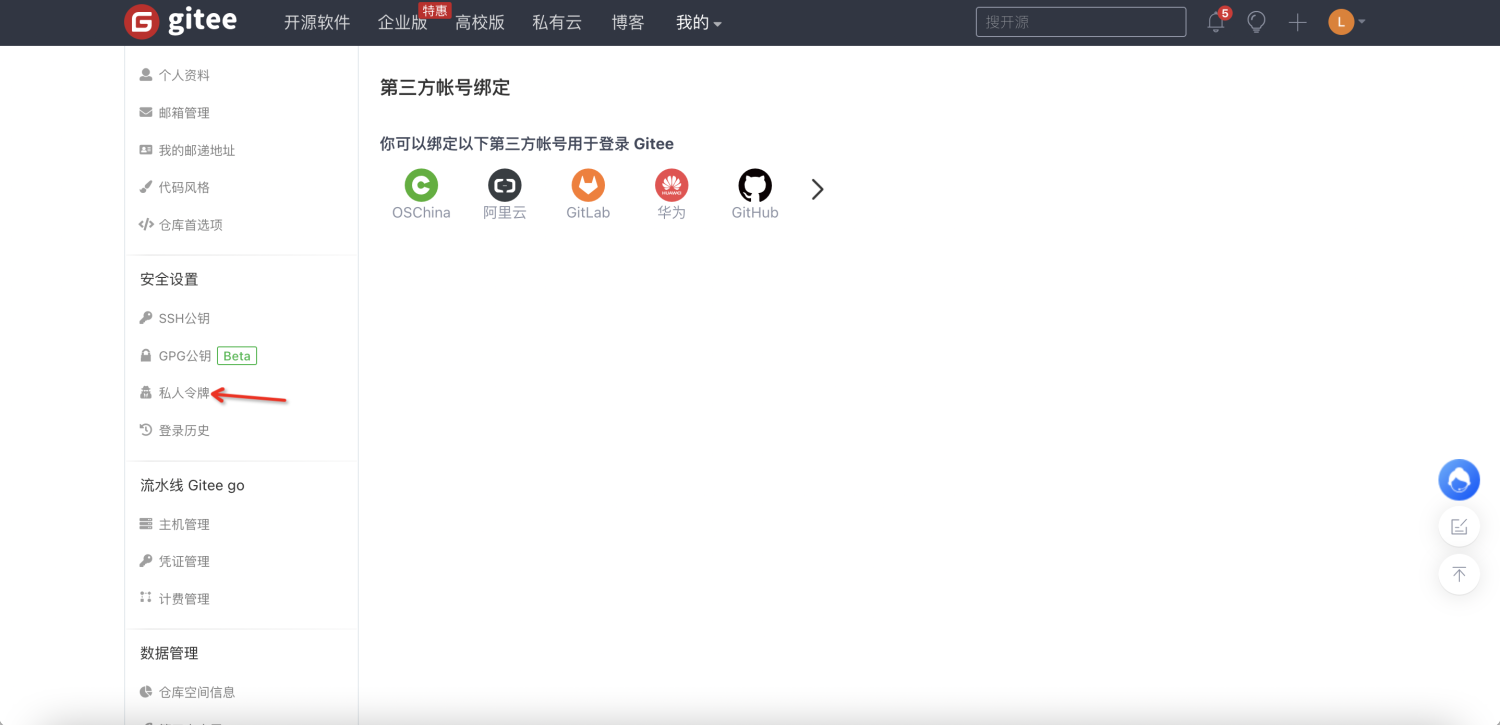 gitee
开源软件 企业版 特惠 高校版 私有云 博客 我的 搜开源 5 L
个人资料
邮箱管理
我的邮递地址
代码风格
仓库首选项
安全设置
SSH公钥
GPG公钥 Beta
私人令牌
登录历史
流水线 Gitee go
主机管理
凭证管理
计费管理
数据管理
仓库空间信息
第三方帐号绑定
你可以绑定以下第三方帐号用于登录 Gitee
OSChina 阿里云 GitLab 华为 GitHub
HUAWEI